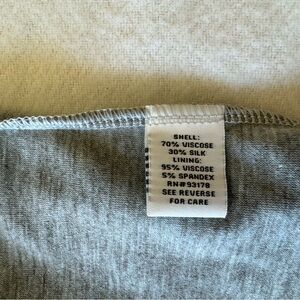 SHELL:
70% VISCOSE
30% SILK
LINING:
95% VISCOSE
5% SPANDEX
RN#93178
SEE REVERSE
FOR CARE